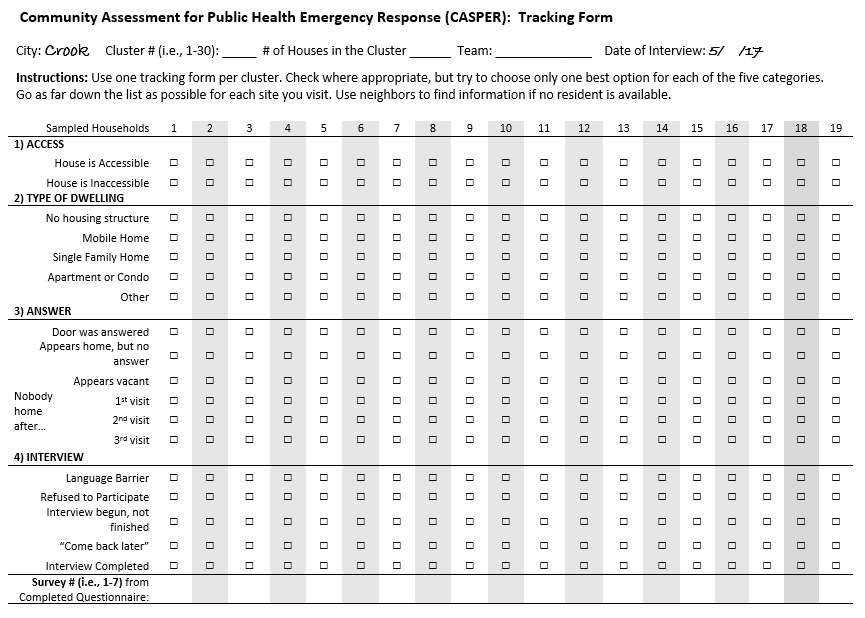 Community Assessment for Public Health Emergency Response (CASPER): Tracking Form
City: Crook Cluster # (i.e., 1-30): _____ # of Houses in the Cluster ______ Team: ______________ Date of Interview: 5/ /17
Instructions: Use one tracking form per cluster. Check where appropriate, but try to choose only one best option for each of the five categories.
Go as far down the list as possible for each site you visit. Use neighbors to find information if no resident is available.
Sampled Households 1 2 3 4 5 6 7 8 9 10 11 12 13 14 15 16 17 18 19
1) ACCESS
House is Accessible □ □ □ □ □ □ □ □ □ □ □ □ □ □ □ □ □ □ □
House is Inaccessible □ □ □ □ □ □ □ □ □ □ □ □ □ □ □ □ □ □ □
2) TYPE OF DWELLING
No housing structure □ □ □ □ □ □ □ □ □ □ □ □ □ □ □ □ □ □ □
Mobile Home □ □ □ □ □ □ □ □ □ □ □ □ □ □ □ □ □ □ □
Single Family Home □ □ □ □ □ □ □ □ □ □ □ □ □ □ □ □ □ □ □
Apartment or Condo □ □ □ □ □ □ □ □ □ □ □ □ □ □ □ □ □ □ □
Other □ □ □ □ □ □ □ □ □ □ □ □ □ □ □ □ □ □ □
3) ANSWER
Door was answered □ □ □ □ □ □ □ □ □ □ □ □ □ □ □ □ □ □ □
Appears home, but no
answer □ □ □ □ □ □ □ □ □ □ □ □ □ □ □ □ □ □ □
Appears vacant □ □ □ □ □ □ □ □ □ □ □ □ □ □ □ □ □ □ □
Nobody
home
after...
1st visit □ □ □ □ □ □ □ □ □ □ □ □ □ □ □ □ □ □ □
2nd visit □ □ □ □ □ □ □ □ □ □ □ □ □ □ □ □ □ □ □
3rd visit □ □ □ □ □ □ □ □ □ □ □ □ □ □ □ □ □ □ □
4) INTERVIEW
Language Barrier □ □ □ □ □ □ □ □ □ □ □ □ □ □ □ □ □ □ □
Refused to Participate □ □ □ □ □ □ □ □ □ □ □ □ □ □ □ □ □ □ □
Interview begun, not
finished □ □ □ □ □ □ □ □ □ □ □ □ □ □ □ □ □ □ □
“Come back later” □ □ □ □ □ □ □ □ □ □ □ □ □ □ □ □ □ □ □
Interview Completed □ □ □ □ □ □ □ □ □ □ □ □ □ □ □ □ □ □ □
Survey # (i.e., 1-7) from
Completed Questionnaire: